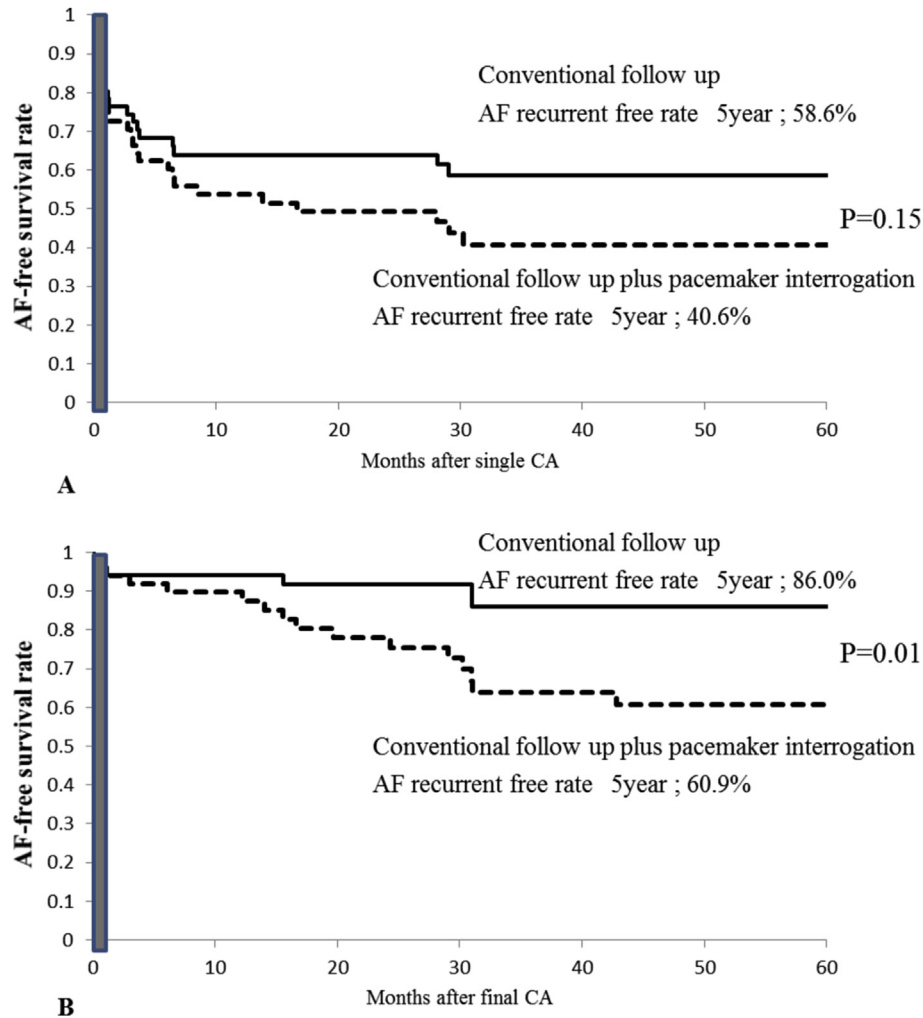 1
0.9
0.8
0.7
0.6
0.5
0.4
0.3
0.2
0.1
0
AF-free survival rate
Conventional follow up
AF recurrent free rate 5year ; 58.6%
P=0.15
Conventional follow up plus pacemaker interrogation
AF recurrent free rate 5year ; 40.6%
0 10 20 30 40 50 60
Months after single CA
A
1
0.9
0.8
0.7
0.6
0.5
0.4
0.3
0.2
0.1
0
AF-free survival rate
Conventional follow up
AF recurrent free rate 5year ; 86.0%
P=0.01
Conventional follow up plus pacemaker interrogation
AF recurrent free rate 5year ; 60.9%
0 10 20 30 40 50 60
Months after final CA
B